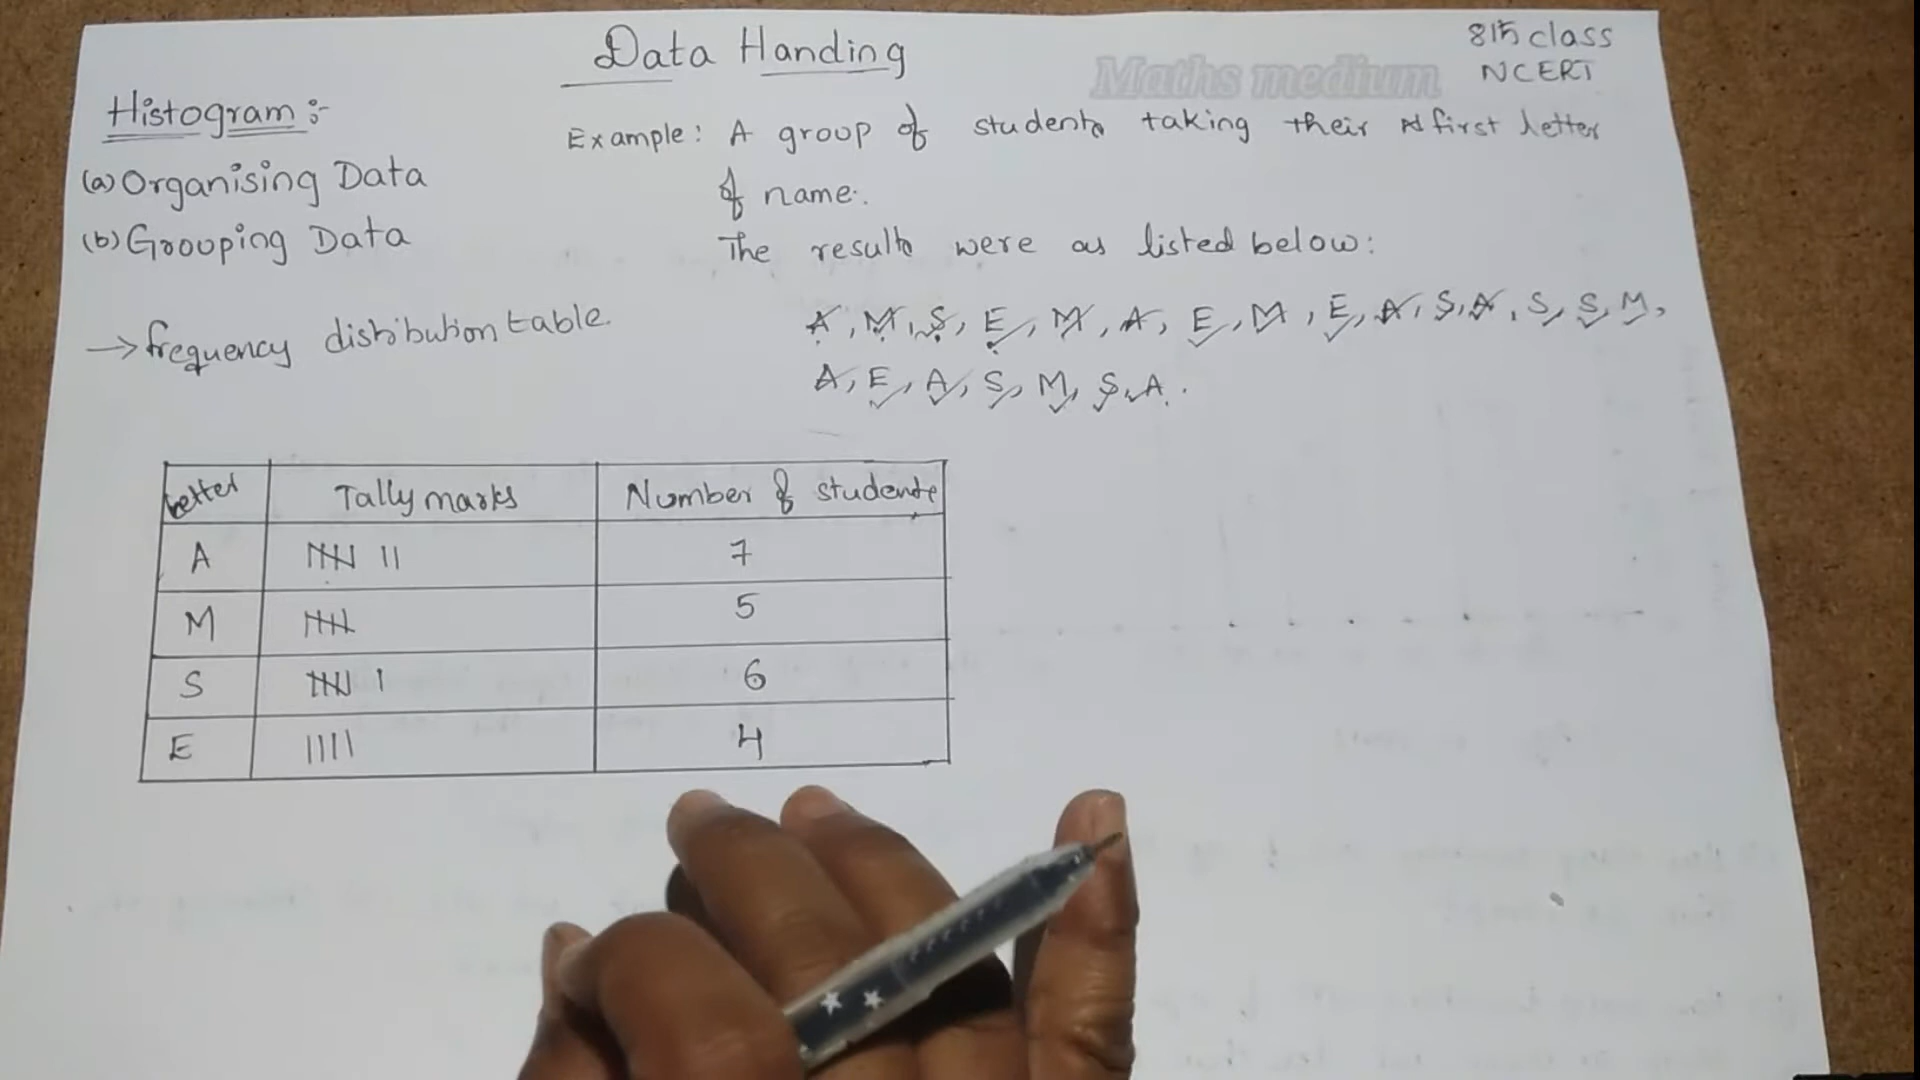 Data Handing
8th class
NCERT
Maths medium
Histogram :-
(a) Organising Data
(b) Grouping Data
→ frequency distribution table.
Example: A group of students taking their first letter
of name.
The results were as listed below:
A, M, S, E, M, A, E, M, E, A, S, A, S, S, M,
A, E, A, S, M, S, A.
Letter Tally marks Number of students
A |||| || 7
M |||| 5
S |||| | 6
E |||| 4